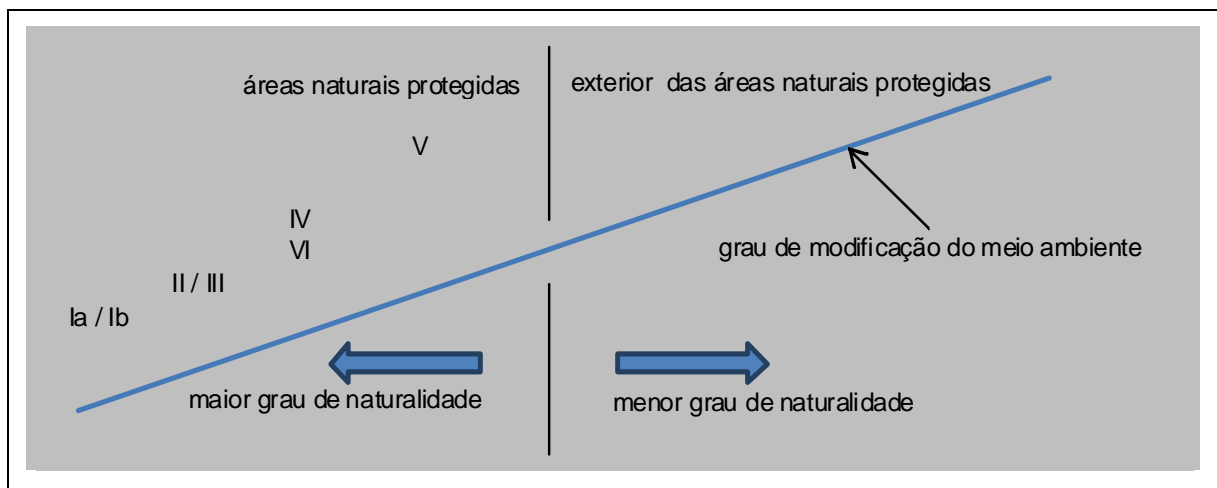 áreas naturais protegidas
exterior das áreas naturais protegidas
V
IV
VI
II / III
Ia / Ib
grau de modificação do meio ambiente
maior grau de naturalidade
menor grau de naturalidade